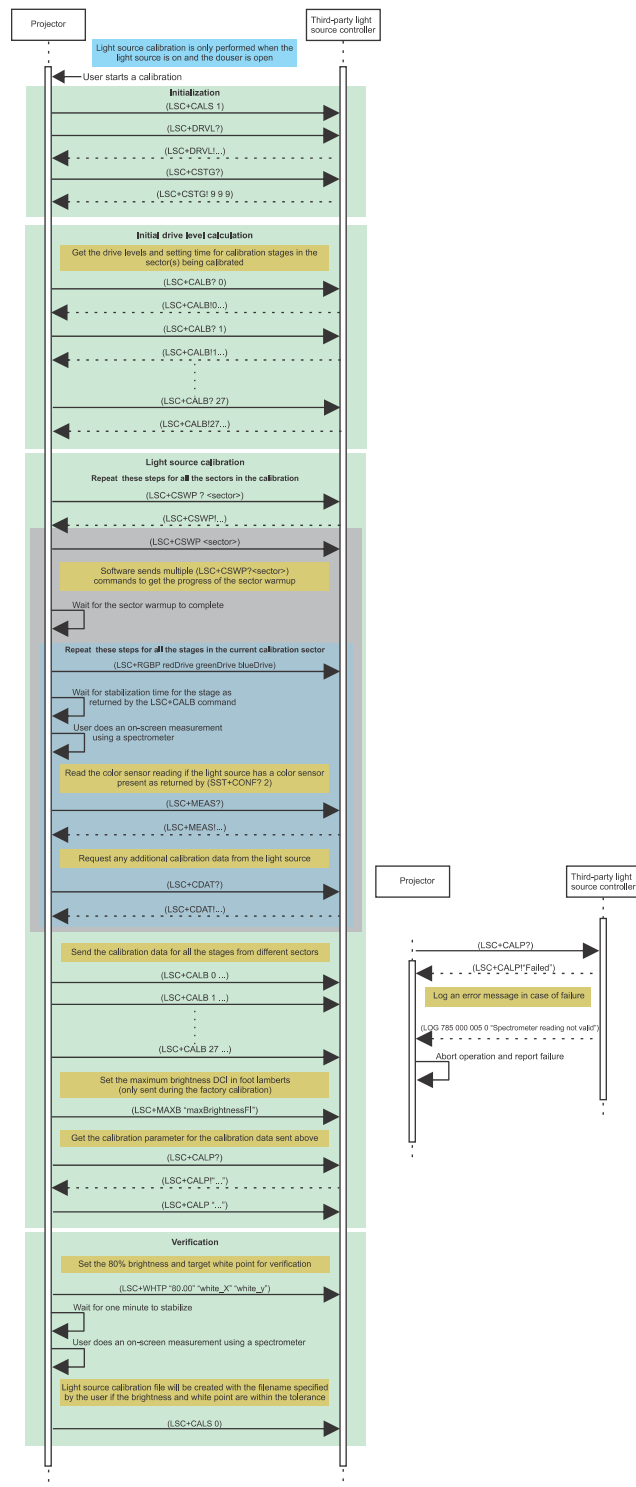 Projector
Third-party light
source controller
Light source calibration is only performed when the
light source is on and the douser is open
User starts a calibration
Initialization
(LSC+CALS 1)
(LSC+DRVL?)
(LSC+DRVL!...)
(LSC+CSTG?)
(LSC+CSTG! 9 9 9)
Initial drive level calculation
Get the drive levels and setting time for calibration stages in the
sector(s) being calibrated
(LSC+CALB? 0)
(LSC+CALB!0...)
(LSC+CALB? 1)
(LSC+CALB!1...)
(LSC+CALB? 27)
(LSC+CALB!27...)
Light source calibration
Repeat these steps for all the sectors in the calibration
(LSC+CSWP ? <sector>)
(LSC+CSWP!...)
(LSC+CSWP <sector>)
Software sends multiple (LSC+CSWP?<sector>)
commands to get the progress of the sector warmup
Wait for the sector warmup to complete
Repeat these steps for all the stages in the current calibration sector
(LSC+RGBP redDrive greenDrive blueDrive)
Wait for stabilization time for the stage as
returned by the LSC+CALB command
User does an on-screen measurement
using a spectrometer
Read the color sensor reading if the light source has a color sensor
present as returned by (SST+CONF? 2)
(LSC+MEAS?)
(LSC+MEAS!...)
Request any additional calibration data from the light source
(LSC+CDAT?)
(LSC+CDAT!...)
Send the calibration data for all the stages from different sectors
(LSC+CALB 0 ...)
(LSC+CALB 1 ...)
(LSC+CALB 27 ...)
Set the maximum brightness DCI in foot lamberts
(only sent during the factory calibration)
(LSC+MAXB “maxBrightnessFl”)
Get the calibration parameter for the calibration data sent above
(LSC+CALP?)
(LSC+CALP!“...”)
(LSC+CALP “...”)
Verification
Set the 80% brightness and target white point for verification
(LSC+WHTP “80.00” “white_X” “white_y”)
Wait for one minute to stabilize
User does an on-screen measurement using a spectrometer
Light source calibration file will be created with the filename specified
by the user if the brightness and white point are within the tolerance
(LSC+CALS 0)
Projector
Third-party light
source controller
(LSC+CALP?)
(LSC+CALP!“Failed”)
Log an error message in case of failure
(LOG 785 000 005 0 “Spectrometer reading not valid”)
Abort operation and report failure